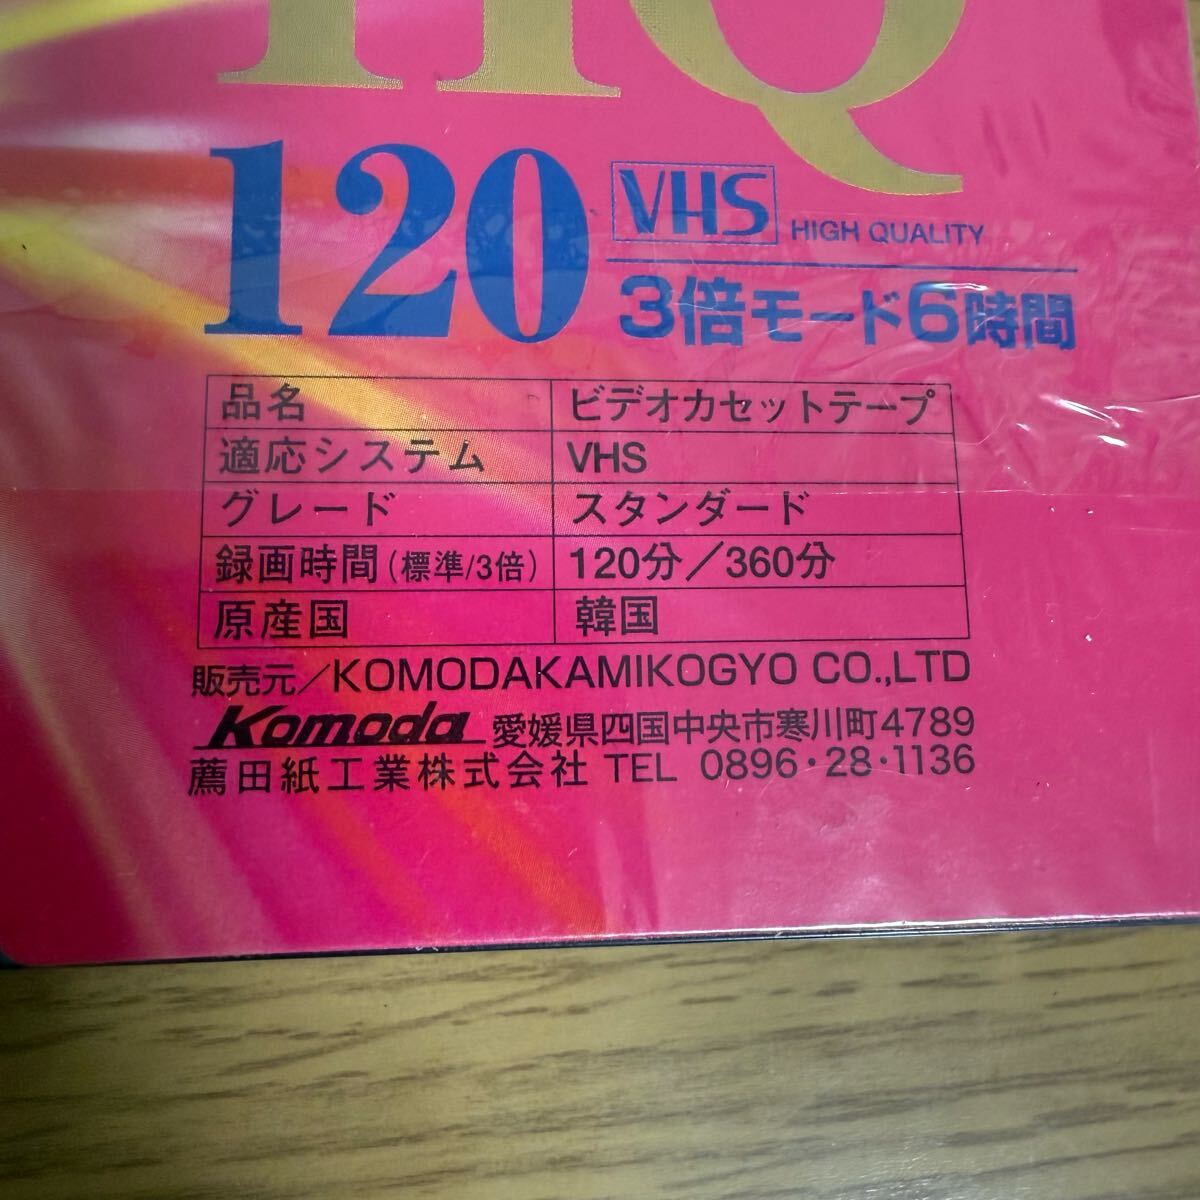 HQ
120 VHS HIGH QUALITY
3倍モード6時間
品名 ビデオカセットテープ
適応システム VHS
グレード スタンダード
録画時間(標準/3倍) 120分/360分
原産国 韓国
販売元/KOMODAKAMIKOGYO CO.,LTD
Komoda 愛媛県四国中央市寒川町4789
薦田紙工業株式会社 TEL 0896・28・1136